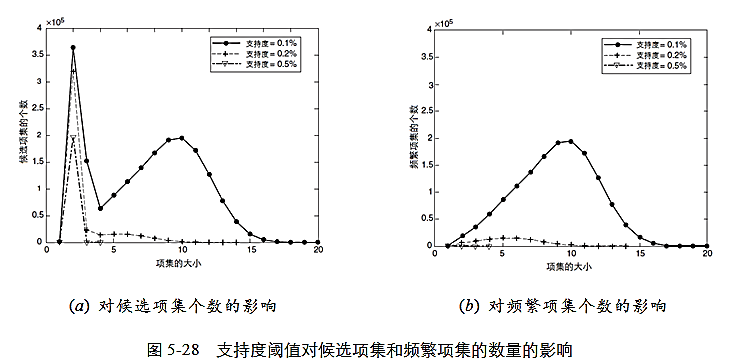 ×10⁵
4
3.5
3
2.5
2
1.5
1
0.5
0
候选项集的个数
支持度 = 0.1%
支持度 = 0.2%
支持度 = 0.5%
0 5 10 15 20
项集的大小
(a) 对候选项集个数的影响
×10⁵
4
3.5
3
2.5
2
1.5
1
0.5
0
频繁项集的个数
支持度 = 0.1%
支持度 = 0.2%
支持度 = 0.5%
0 5 10 15 20
项集的大小
(b) 对频繁项集个数的影响
图 5-28 支持度阈值对候选项集和频繁项集的数量的影响